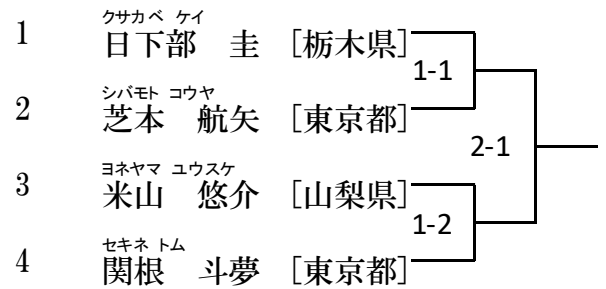 クサカベ ケイ
1 日下部 圭 [栃木県]
1-1
シバモト コウヤ
2 芝本 航矢 [東京都]
2-1
ヨネヤマ ユウスケ
3 米山 悠介 [山梨県]
1-2
セキネ トム
4 関根 斗夢 [東京都]